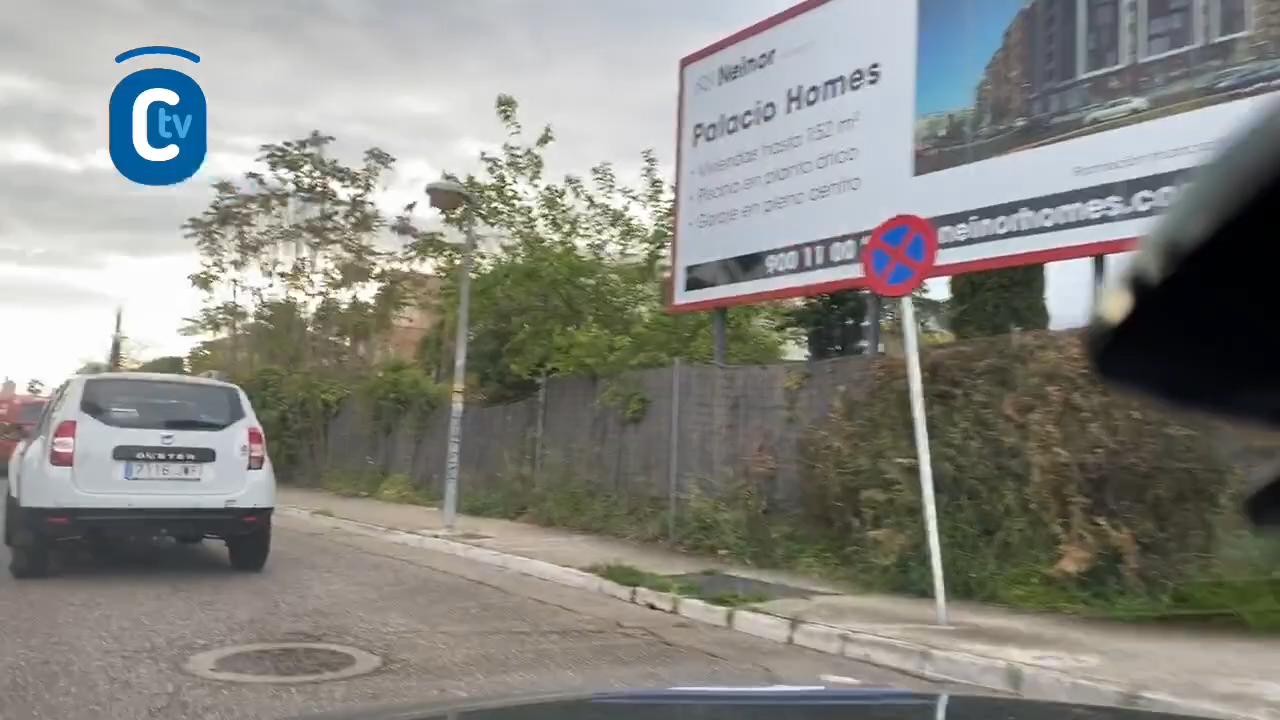 Ctv
Neinor
Palacio Homes
• Viviendas hasta 152 m²
• Piscina en planta ático
• Garaje en pleno centro
900 11 00
neinorhomes.co
DUSTER
7116